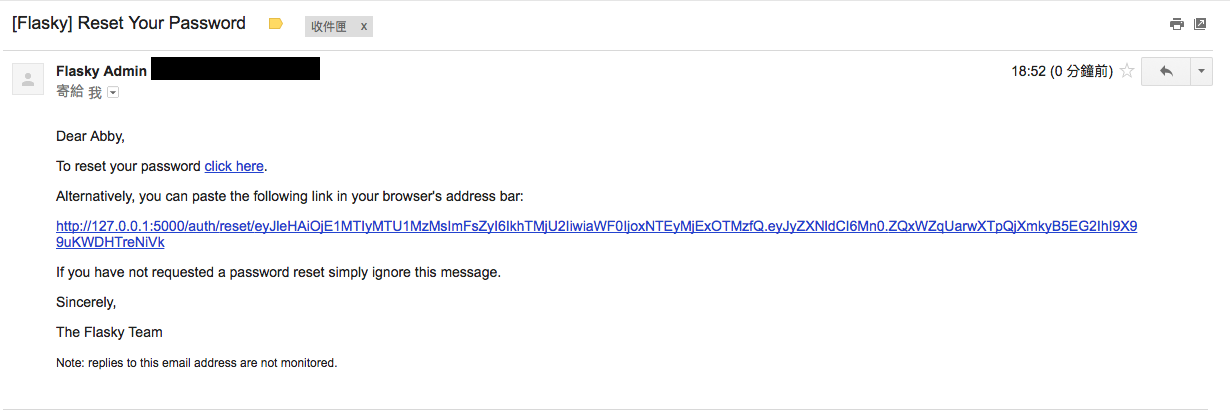 [Flasky] Reset Your Password 收件匣 x
Flasky Admin 18:52 (0 分鐘前)
寄給 我
Dear Abby,
To reset your password click here.
Alternatively, you can paste the following link in your browser's address bar:
http://127.0.0.1:5000/auth/reset/eyJleHAiOjE1MTIyMTU1MzMsImFsZyI6IkhTMjU2IiwiaWF0IjoxNTEyMjExOTMzfQ.eyJyZXNldCI6Mn0.ZQxWZqUarwXTpQjXmkyB5EG2IhI9X9
9uKWDHTreNiVk
If you have not requested a password reset simply ignore this message.
Sincerely,
The Flasky Team
Note: replies to this email address are not monitored.